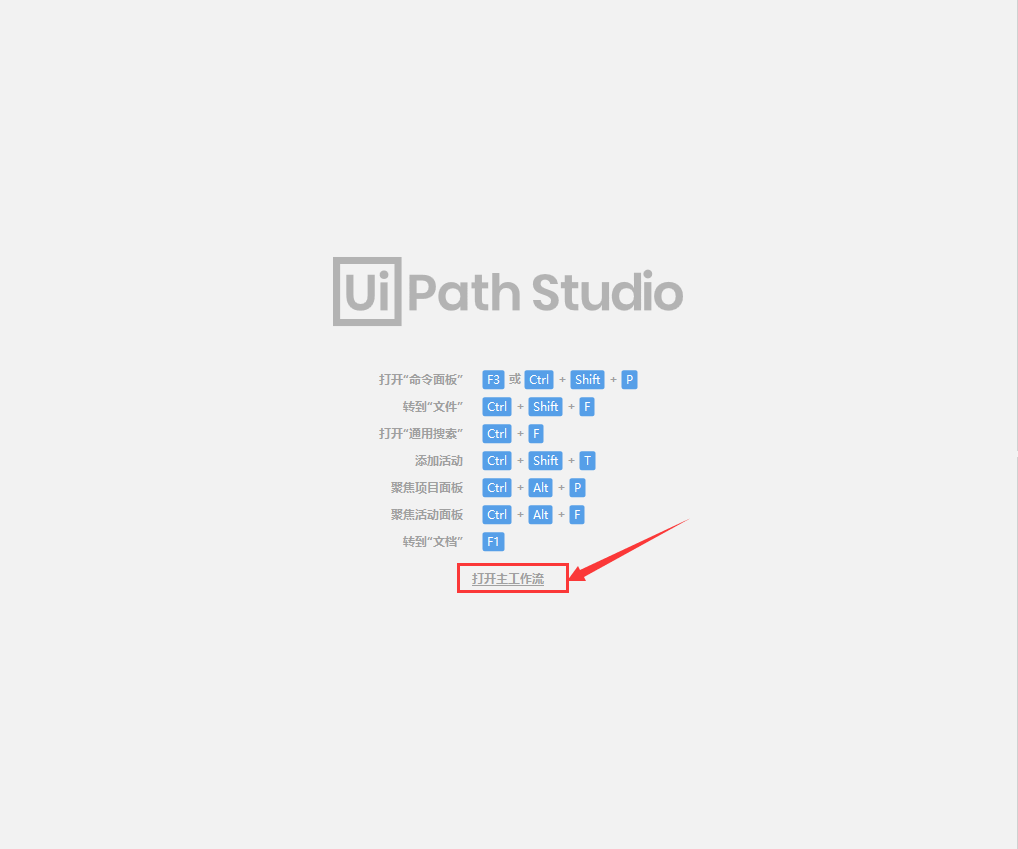 UiPath Studio
打开“命令面板” F3 或 Ctrl + Shift + P
转到“文件” Ctrl + Shift + F
打开“通用搜索” Ctrl + F
添加活动 Ctrl + Shift + T
聚焦项目面板 Ctrl + Alt + P
聚焦活动面板 Ctrl + Alt + F
转到“文档” F1
打开主工作流